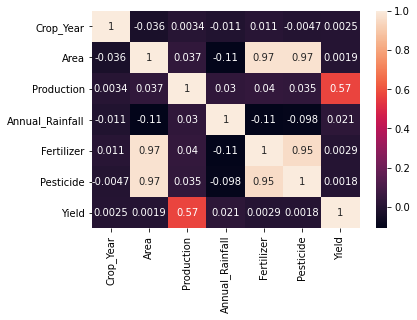 Crop_Year 1 -0.036 0.0034 -0.011 0.011 -0.0047 0.0025
Area -0.036 1 0.037 -0.11 0.97 0.97 0.0019
Production 0.0034 0.037 1 0.03 0.04 0.035 0.57
Annual_Rainfall -0.011 -0.11 0.03 1 -0.11 -0.098 0.021
Fertilizer 0.011 0.97 0.04 -0.11 1 0.95 0.0029
Pesticide -0.0047 0.97 0.035 -0.098 0.95 1 0.0018
Yield 0.0025 0.0019 0.57 0.021 0.0029 0.0018 1
Crop_Year
Area
Production
Annual_Rainfall
Fertilizer
Pesticide
Yield
1.0
0.8
0.6
0.4
0.2
0.0